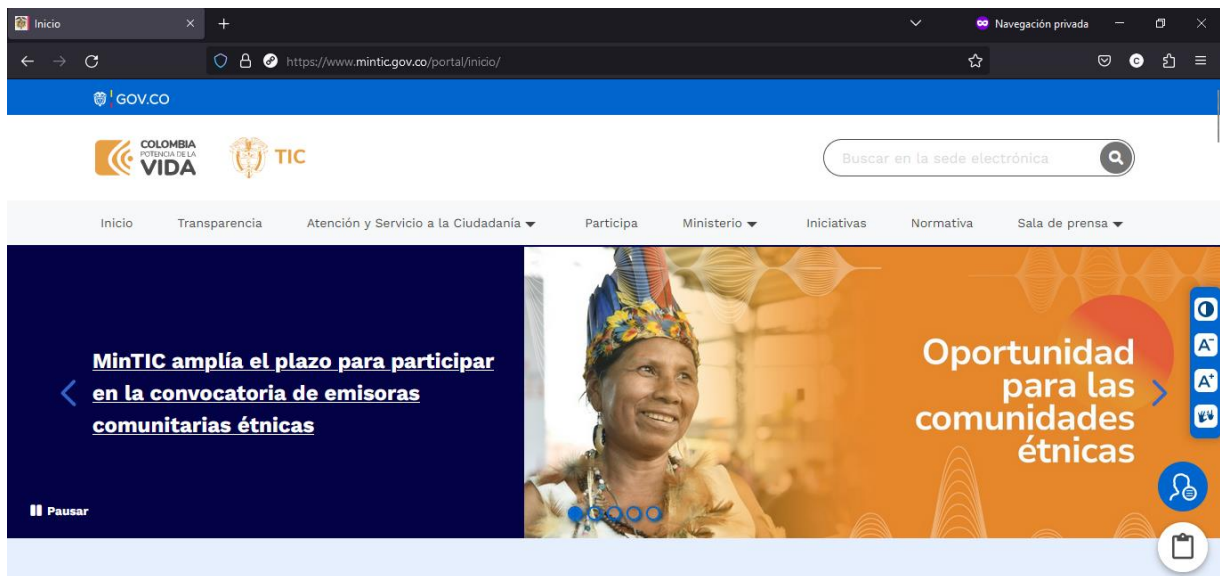 Inicio
Navegación privada
https://www.mintic.gov.co/portal/inicio/
GOV.CO
COLOMBIA
POTENCIA DE LA
VIDA
TIC
Buscar en la sede electrónica
Inicio Transparencia Atención y Servicio a la Ciudadanía Participa Ministerio Iniciativas Normativa Sala de prensa
MinTIC amplía el plazo para participar
en la convocatoria de emisoras
comunitarias étnicas
Oportunidad
para las
comunidades
étnicas
A-
A+
Pausar